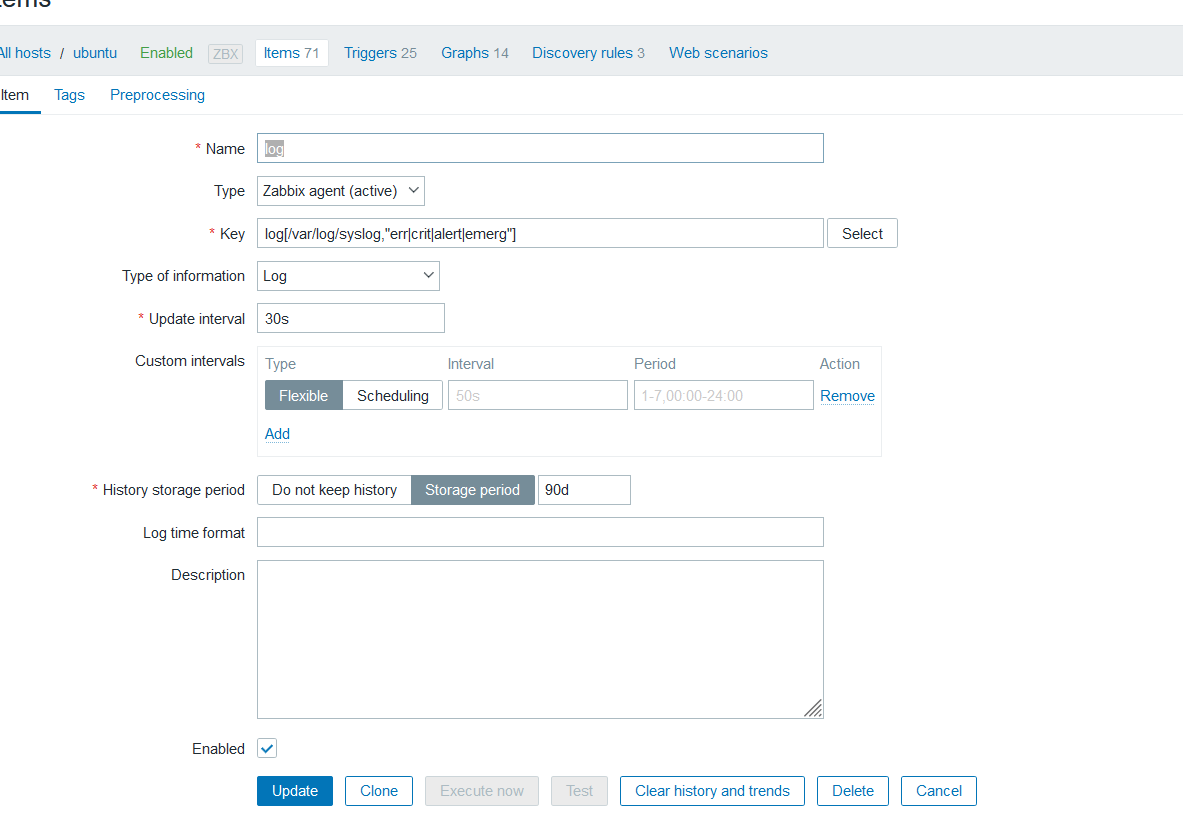 All hosts / ubuntu Enabled ZBX Items 71 Triggers 25 Graphs 14 Discovery rules 3 Web scenarios
Item Tags Preprocessing
* Name log
Type Zabbix agent (active)
* Key log[/var/log/syslog,"err|crit|alert|emerg"] Select
Type of information Log
* Update interval 30s
Custom intervals Type Interval Period Action
Flexible Scheduling 50s 1-7,00:00-24:00 Remove
Add
* History storage period Do not keep history Storage period 90d
Log time format
Description
Enabled
Update Clone Execute now Test Clear history and trends Delete Cancel